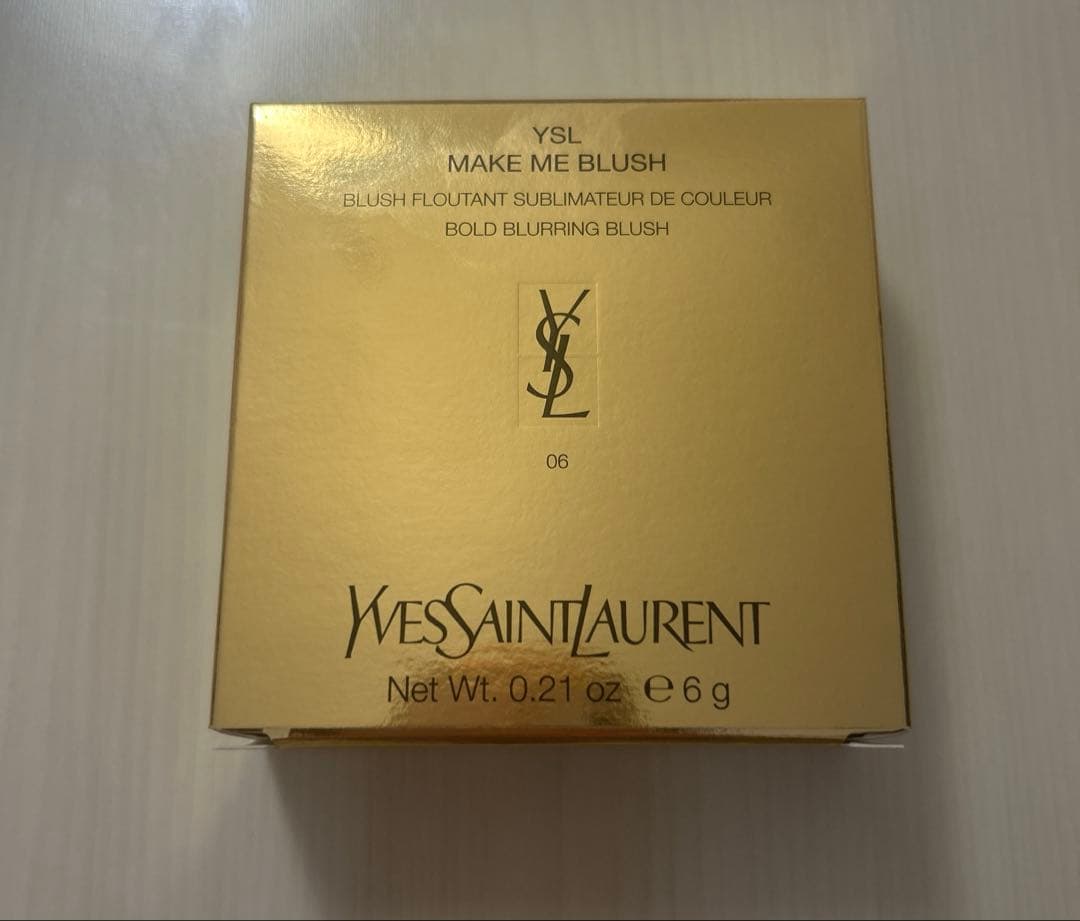 YSL
MAKE ME BLUSH
BLUSH FLOUTANT SUBLIMATEUR DE COULEUR
BOLD BLURRING BLUSH
YSL
06
YVESSAINTLAURENT
Net Wt. 0.21 oz ℮ 6 g